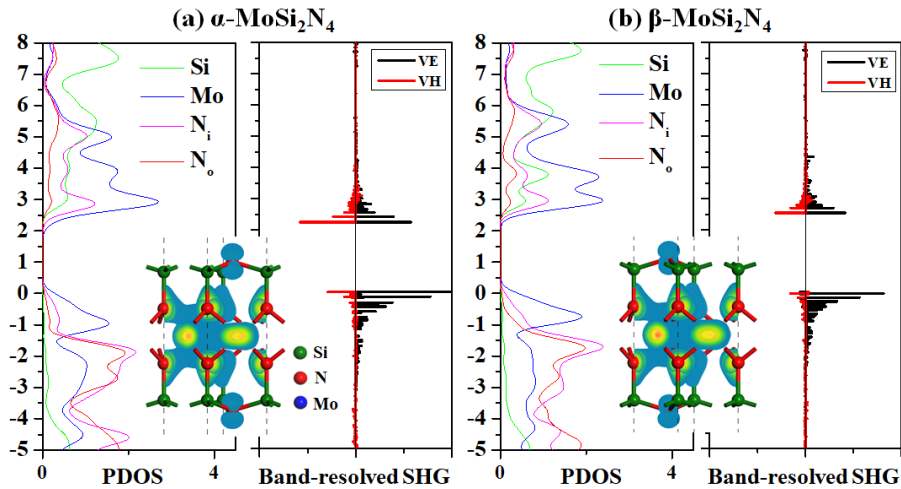 (a) α-MoSi₂N₄
8
7
6
5
4
3
2
1
0
-1
-2
-3
-4
-5
Si
Mo
Nᵢ
Nₒ
VE
VH
Si
N
Mo
0
4
PDOS
Band-resolved SHG
(b) β-MoSi₂N₄
8
7
6
5
4
3
2
1
0
-1
-2
-3
-4
-5
Si
Mo
Nᵢ
Nₒ
VE
VH
0
4
PDOS
Band-resolved SHG